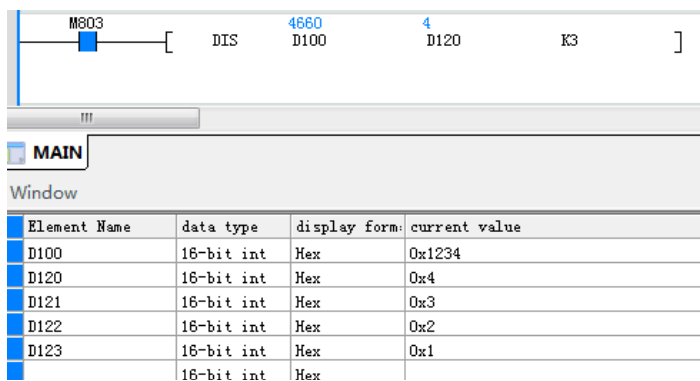 M803 4660 4
DIS D100 D120 K3
MAIN
Window
Element Name data type display form: current value
D100 16-bit int Hex 0x1234
D120 16-bit int Hex 0x4
D121 16-bit int Hex 0x3
D122 16-bit int Hex 0x2
D123 16-bit int Hex 0x1
16-bit int Hex